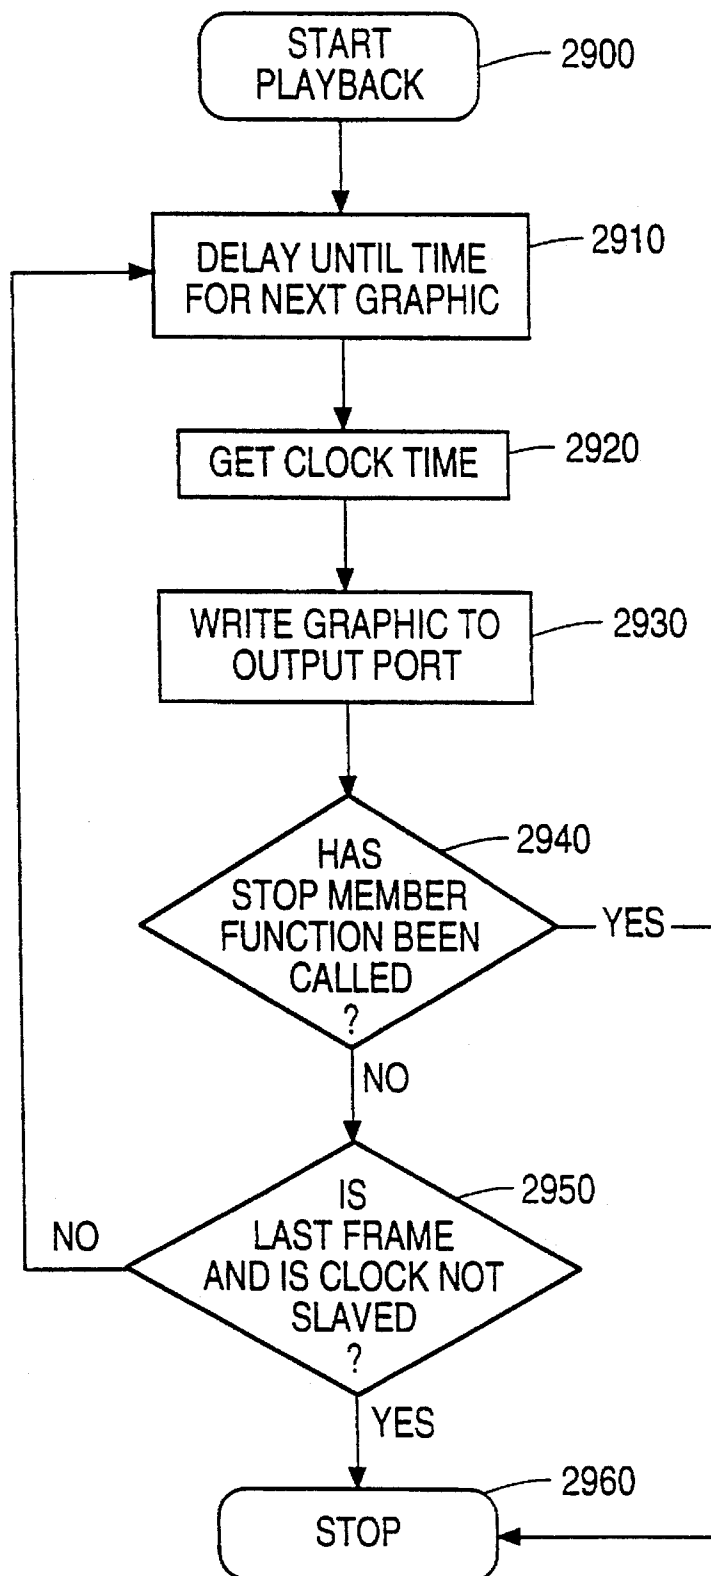 START
PLAYBACK
2900
DELAY UNTIL TIME
FOR NEXT GRAPHIC
2910
GET CLOCK TIME
2920
WRITE GRAPHIC TO
OUTPUT PORT
2930
HAS
STOP MEMBER
FUNCTION BEEN
CALLED
?
2940
YES
NO
IS
LAST FRAME
AND IS CLOCK NOT
SLAVED
?
2950
NO
YES
STOP
2960